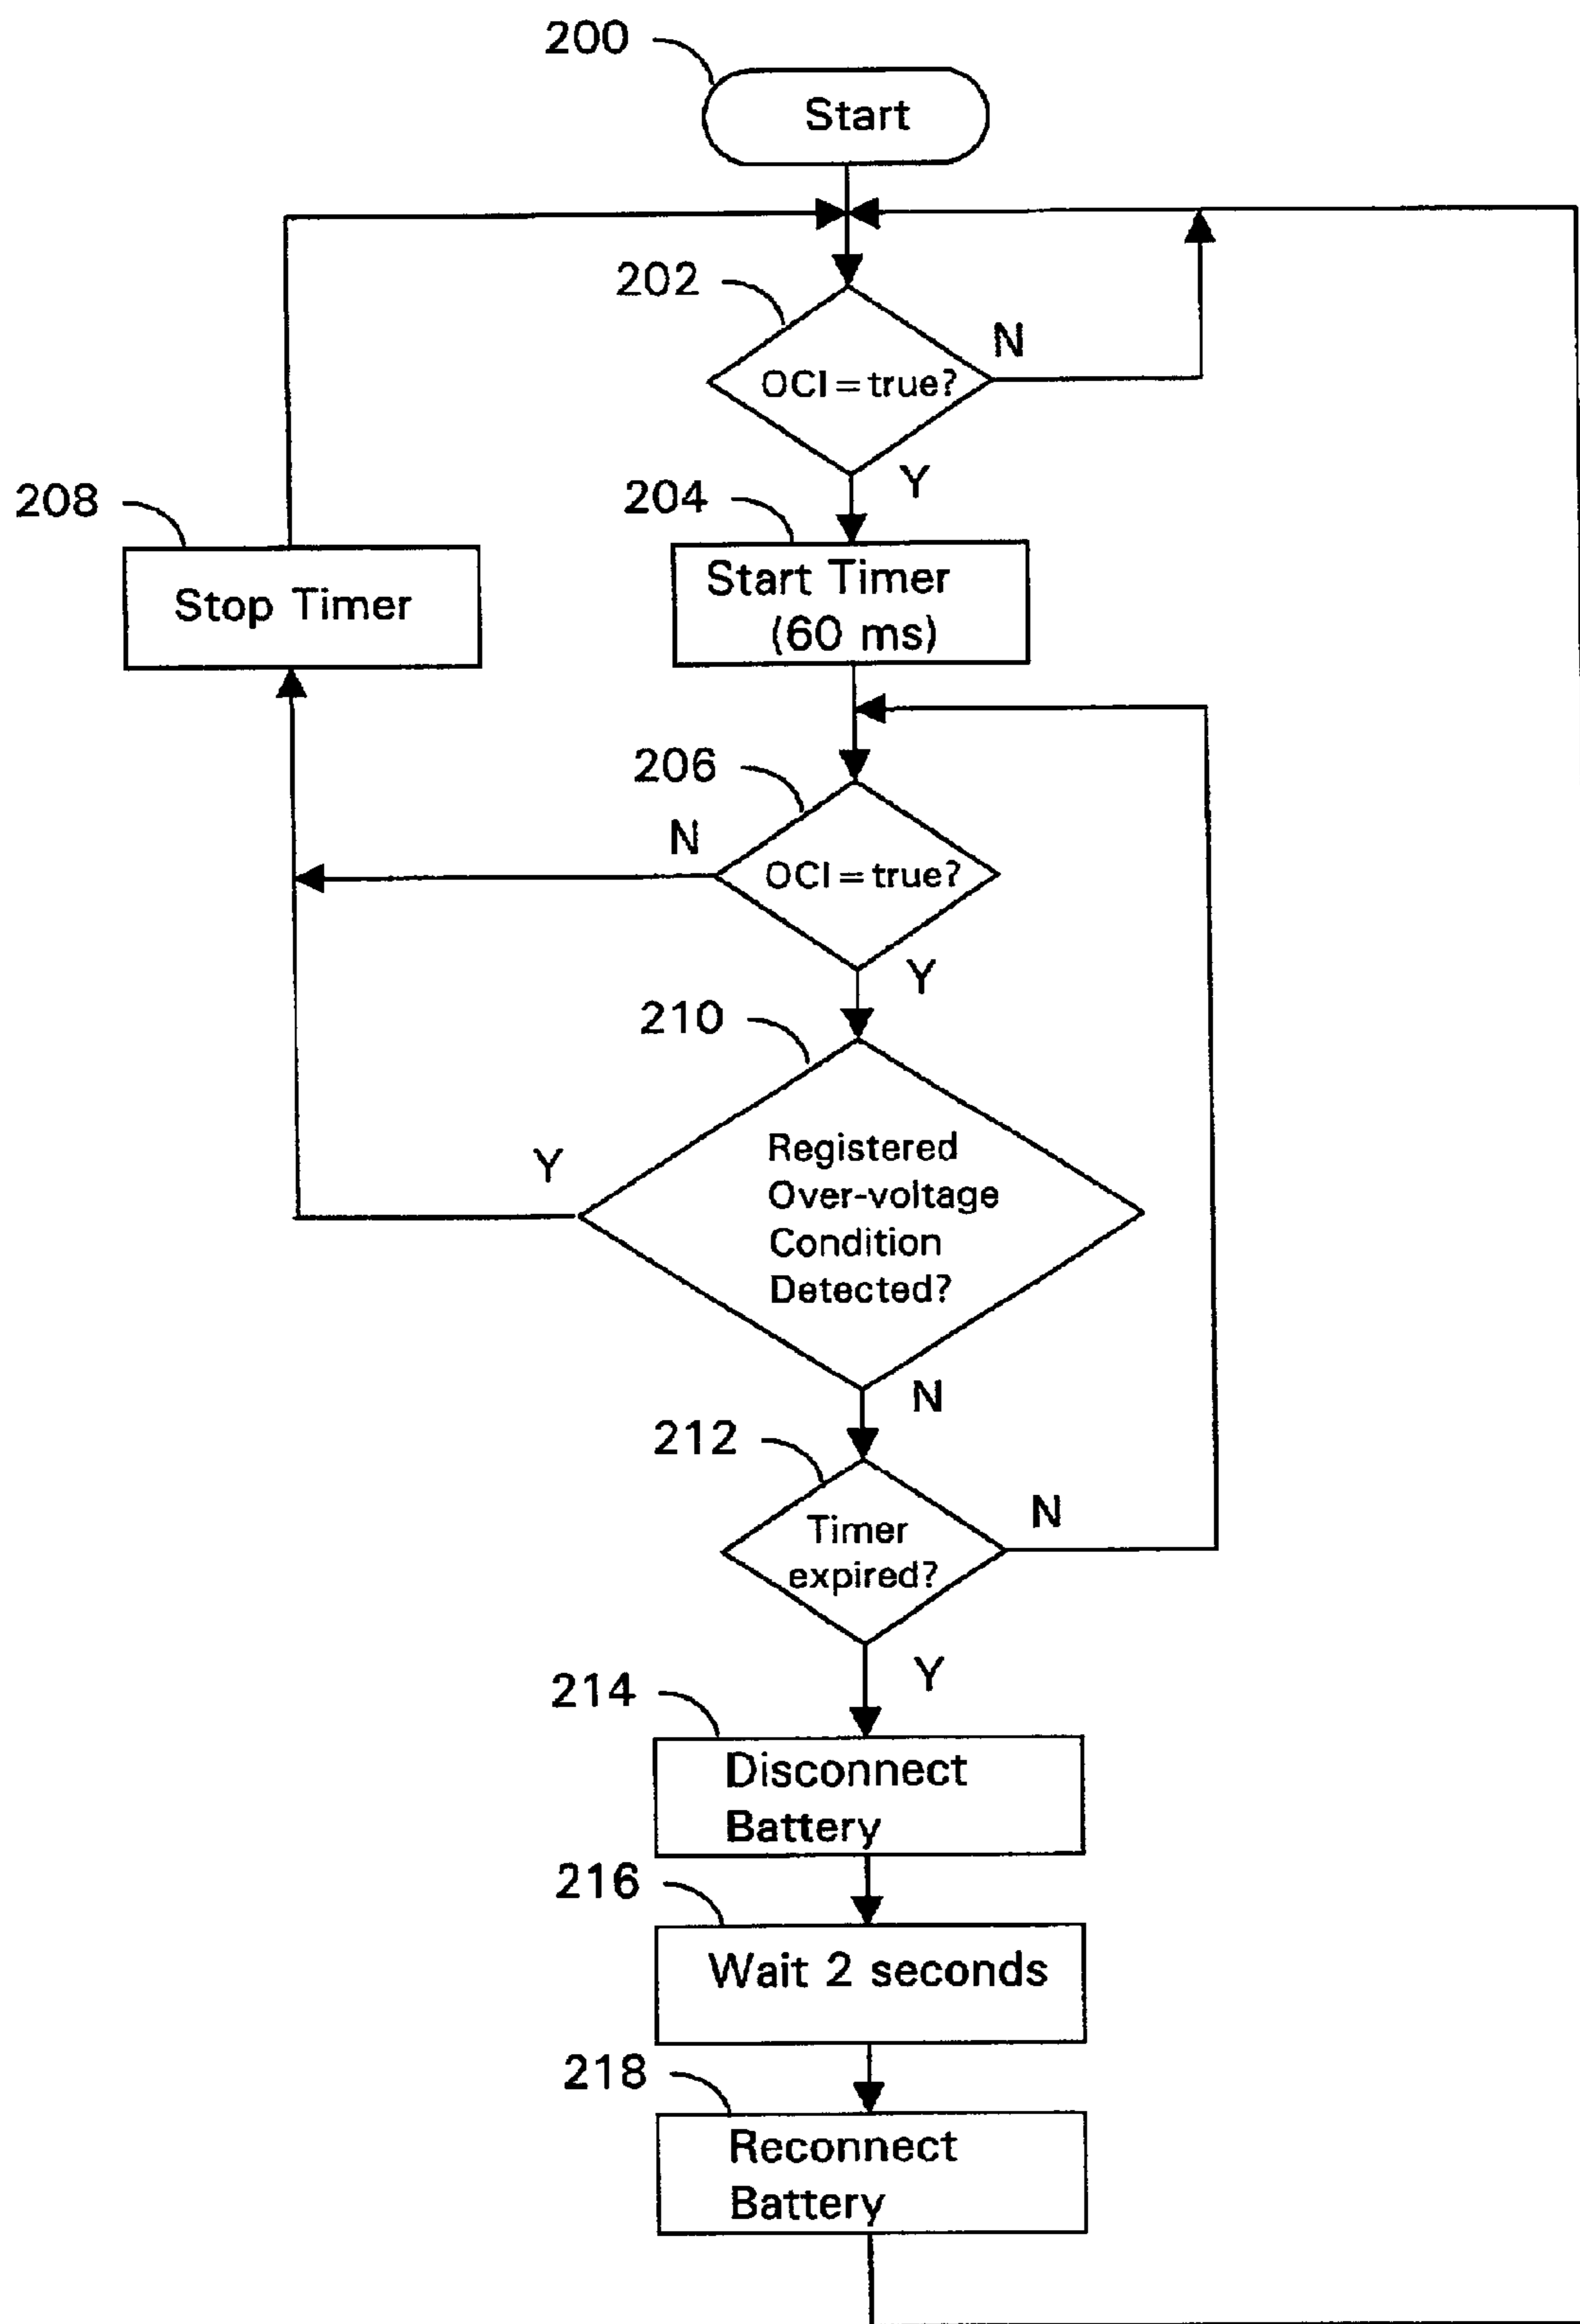 200
Start
202
N
OCI=true?
Y
208
204
Stop Timer
Start Timer
(60 ms)
206
N
OCI=true?
Y
210
Y
Registered
Over-voltage
Condition
Detected?
N
212
N
Timer
expired?
Y
214
Disconnect
Battery
216
Wait 2 seconds
218
Reconnect
Battery